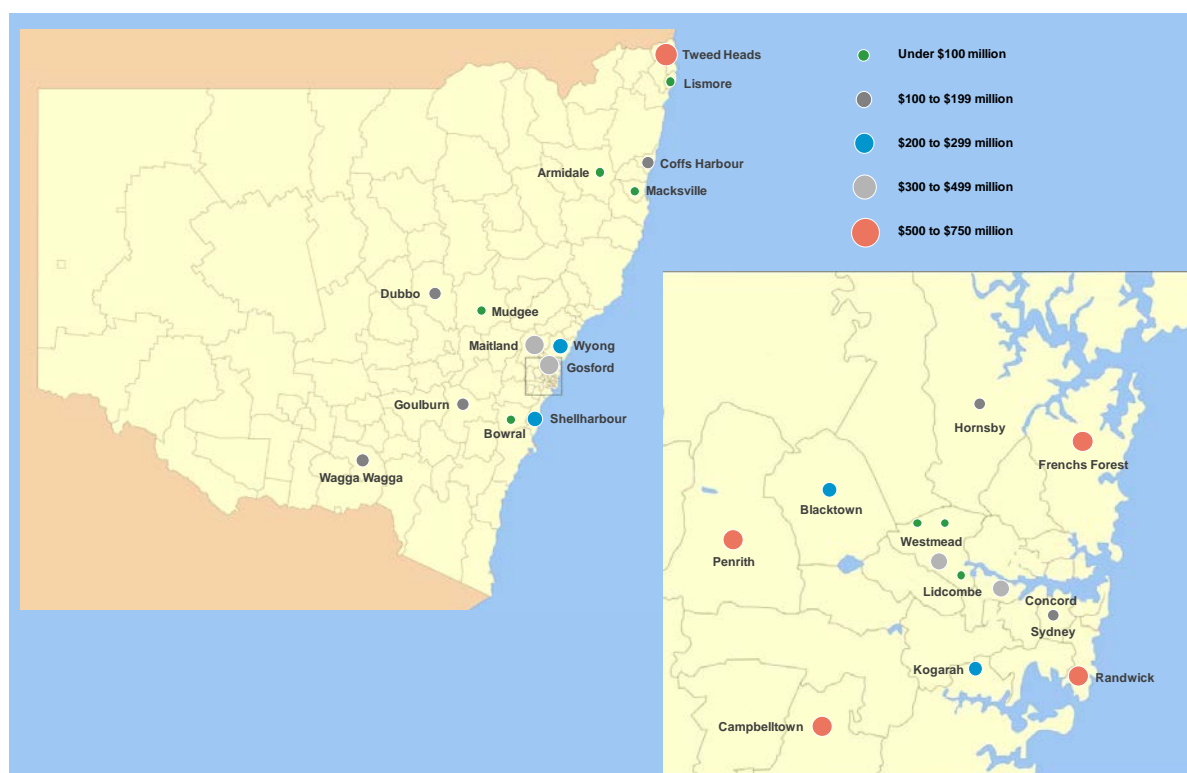 Tweed Heads
Lismore
Coffs Harbour
Armidale
Macksville
Dubbo
Mudgee
Maitland
Wyong
Gosford
Goulburn
Shellharbour
Bowral
Wagga Wagga
Under $100 million
$100 to $199 million
$200 to $299 million
$300 to $499 million
$500 to $750 million
Hornsby
Frenchs Forest
Blacktown
Westmead
Penrith
Lidcombe
Concord
Sydney
Kogarah
Randwick
Campbelltown